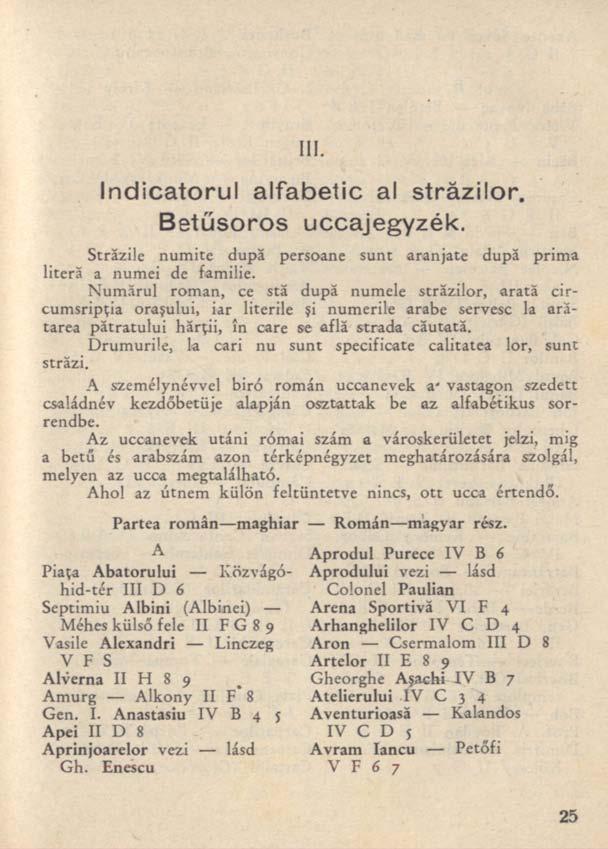 III.
Indicatorul alfabetic al străzilor.
Betűsoros uccajegyzék.
Străzile numite după persoane sunt aranjate după prima
literă a numei de familie.
Numărul roman, ce stă după numele străzilor, arată cir-
cumsripția orașului, iar literile și numerile arabe servesc la ară-
tarea pătratului hărții, în care se află strada căutată.
Drumurile, la cari nu sunt specificate calitatea lor, sunt
străzi.
A személynévvel biró román uccanevek a vastagon szedett
családnév kezdőbetüje alapján osztattak be az alfabétikus sor-
rendbe.
Az uccanevek utáni római szám a városkerületet jelzi, mig
a betű és arabszám azon térképnégyzet meghatározására szolgál,
melyen az ucca megtalálható.
Ahol az útnem külön feltüntetve nincs, ott ucca értendő.
Partea român—maghiar — Román—magyar rész.
A
Piața Abatorului — Közvágó-
hid-tér III D 6
Septimiu Albini (Albinei) —
Méhes külső fele II F G 8 9
Vasile Alexandri — Linczeg
V F S
Alverna II H 8 9
Amurg — Alkony II F 8
Gen. I. Anastasiu IV B 4 5
Apei II D 8
Aprinjoarelor vezi — lásd
Gh. Enescu
Aprodul Purece IV B 6
Aprodului vezi — lásd
Colonel Paulian
Arena Sportivă VI F 4
Arhanghelilor IV C D 4
Aron — Csermalom III D 8
Artelor II E 8 9
Gheorghe Așachi IV B 7
Atelierului IV C 3 4
Aventurioasă — Kalandos
IV C D 5
Avram Iancu — Petőfi
V F 6 7
25